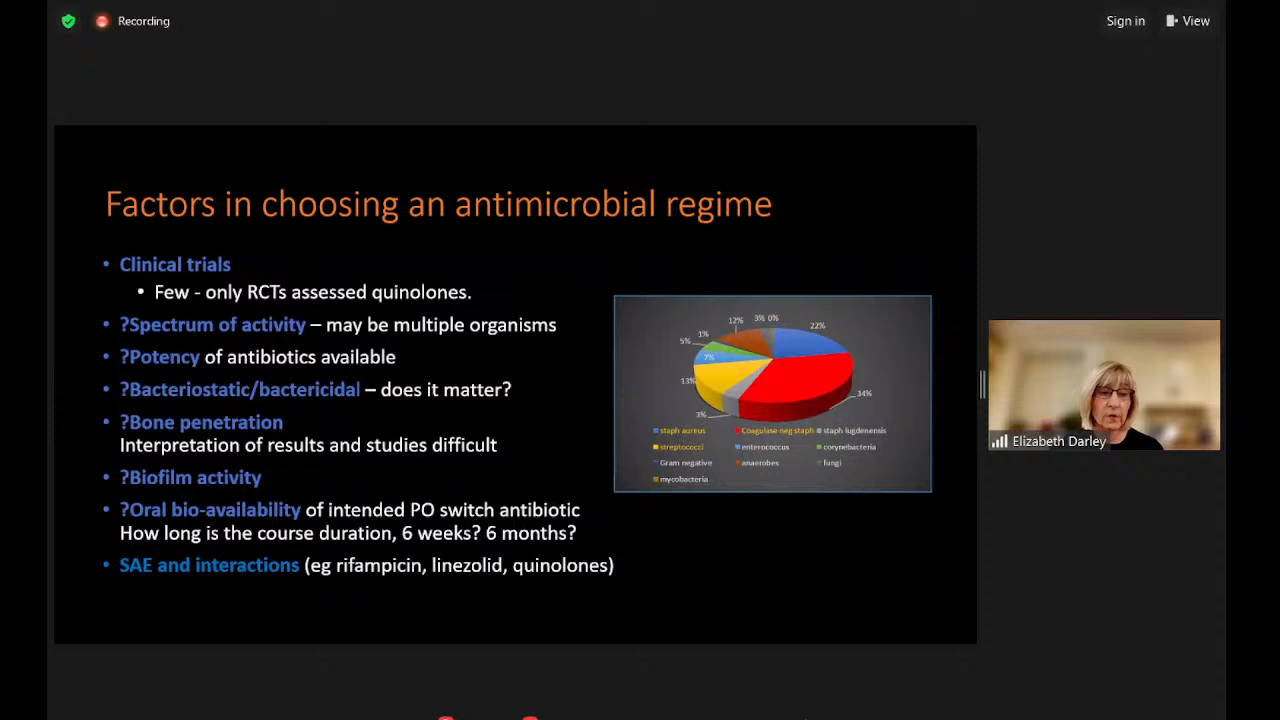 Recording
Sign in
View
Factors in choosing an antimicrobial regime
• Clinical trials
• Few - only RCTs assessed quinolones.
• ?Spectrum of activity – may be multiple organisms
• ?Potency of antibiotics available
• ?Bacteriostatic/bactericidal – does it matter?
• ?Bone penetration
Interpretation of results and studies difficult
• ?Biofilm activity
• ?Oral bio-availability of intended PO switch antibiotic
How long is the course duration, 6 weeks? 6 months?
• SAE and interactions (eg rifampicin, linezolid, quinolones)
12% 3% 0%
22%
1%
5%
7%
13%
34%
3%
staph aureus Coagulase neg staph staph lugdenensis
streptococci enterococcus corynebacteria
Gram negative anaerobes fungi
mycobacteria
Elizabeth Darley